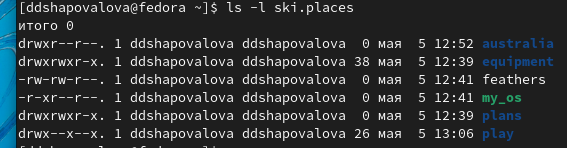 [ddshapovalova@fedora ~]$ ls -l ski.places
итого 0
drwxr--r--. 1 ddshapovalova ddshapovalova  0 мая  5 12:52 australia
drwxrwxr-x. 1 ddshapovalova ddshapovalova 38 мая  5 12:39 equipment
-rw-rw-r--. 1 ddshapovalova ddshapovalova  0 мая  5 12:41 feathers
-r-xr--r--. 1 ddshapovalova ddshapovalova  0 мая  5 12:41 my_os
drwxrwxr-x. 1 ddshapovalova ddshapovalova  0 мая  5 12:39 plans
drwx--x--x. 1 ddshapovalova ddshapovalova 26 мая  5 13:06 play